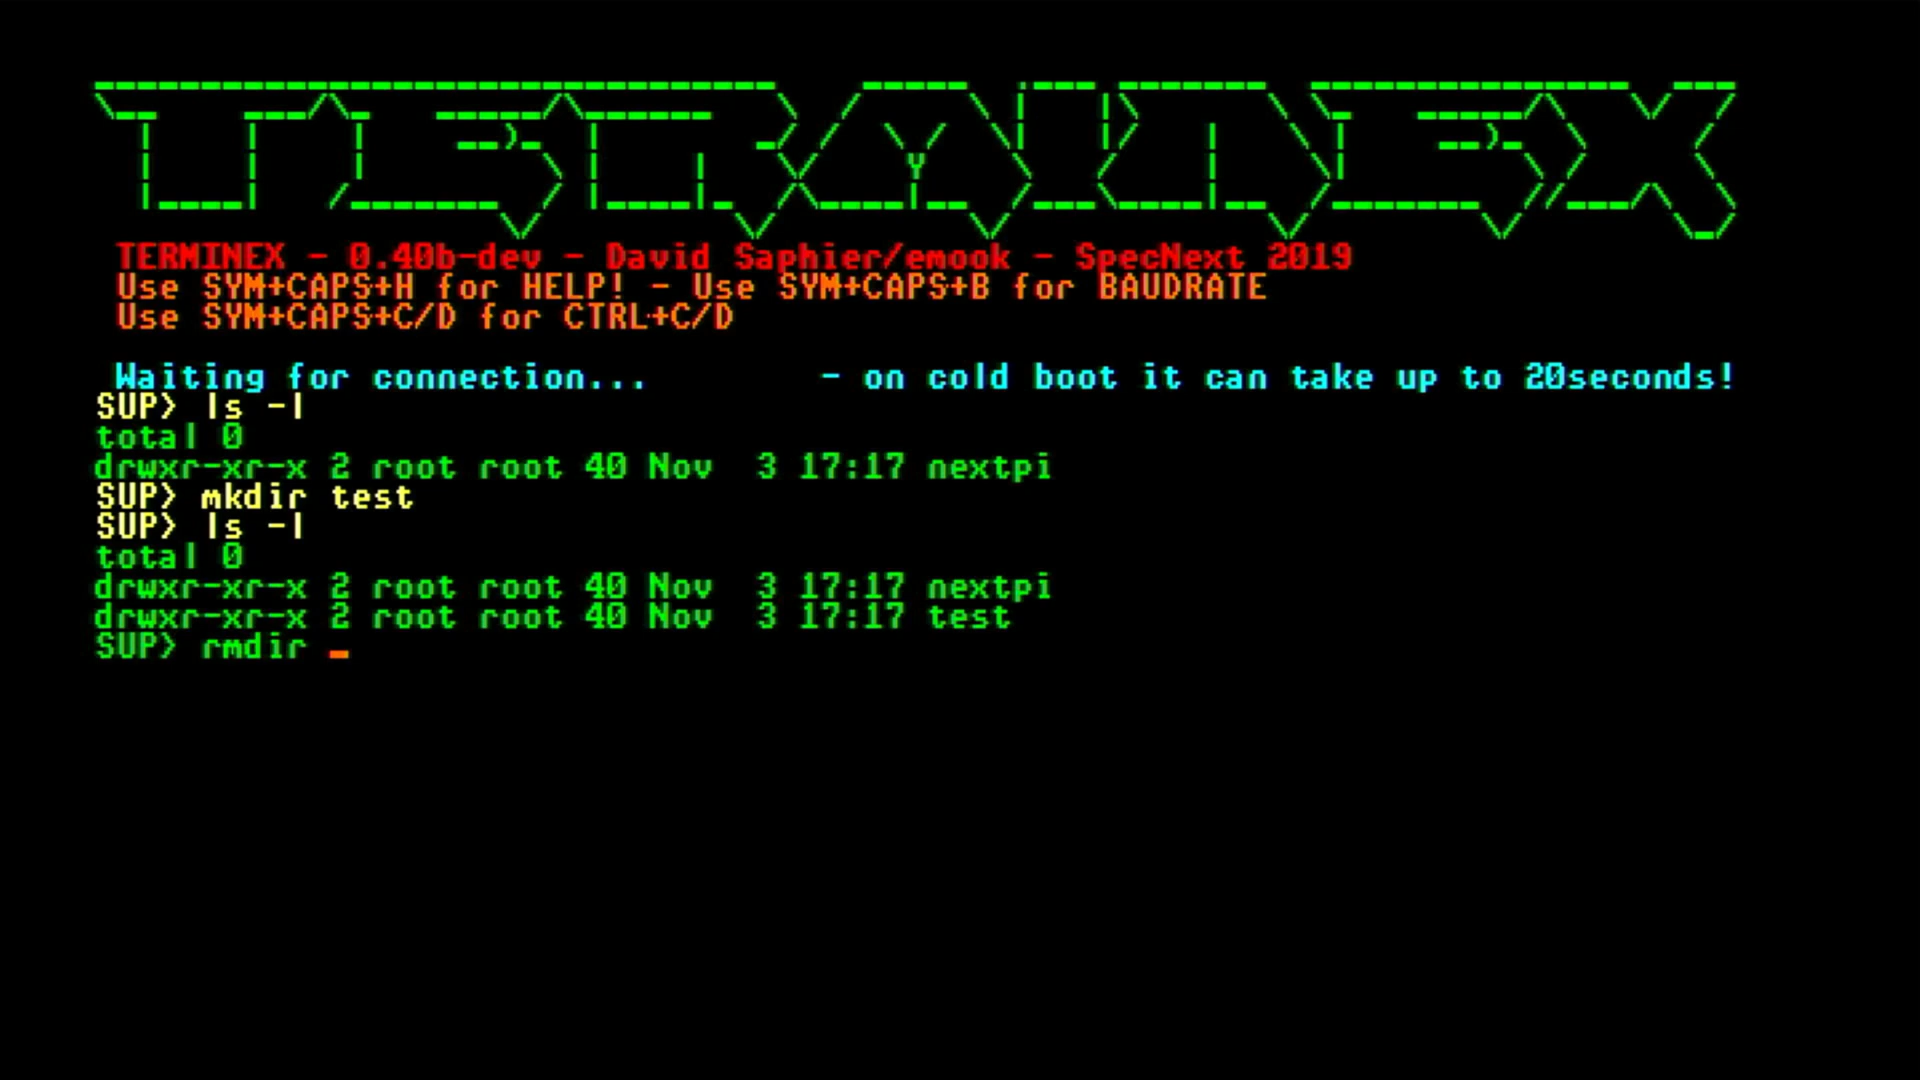 TERMINEX
TERMINEX - 0.40b-dev - David Saphier/emook - SpecNext 2019
Use SYM+CAPS+H for HELP! - Use SYM+CAPS+B for BAUDRATE
Use SYM+CAPS+C/D for CTRL+C/D
Waiting for connection... - on cold boot it can take up to 20seconds!
SUP> ls -l
total 0
drwxr-xr-x 2 root root 40 Nov  3 17:17 nextpi
SUP> mkdir test
SUP> ls -l
total 0
drwxr-xr-x 2 root root 40 Nov  3 17:17 nextpi
drwxr-xr-x 2 root root 40 Nov  3 17:17 test
SUP> rmdir _